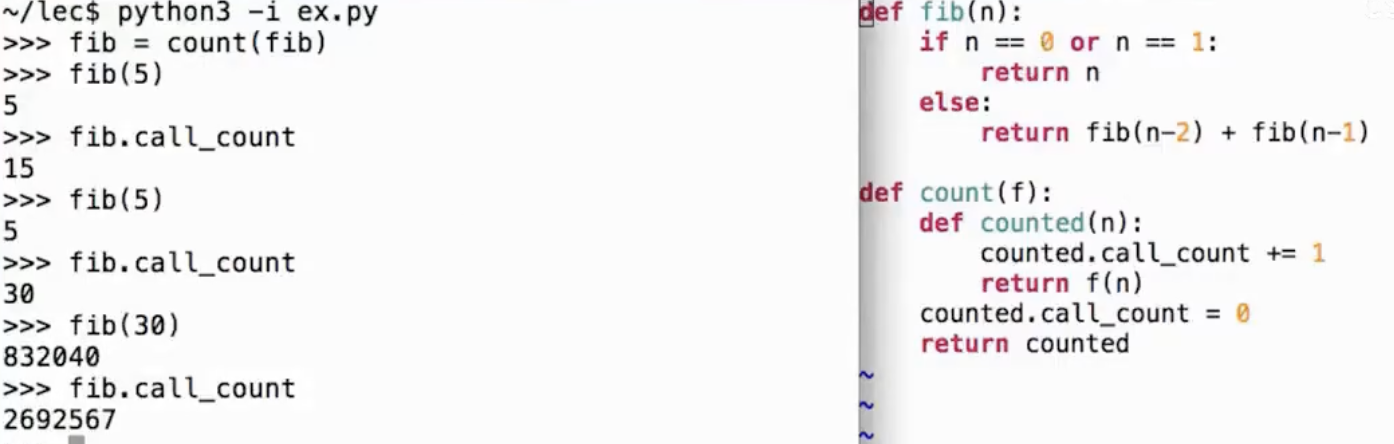 ~/lec$ python3 -i ex.py
>>> fib = count(fib)
>>> fib(5)
5
>>> fib.call_count
15
>>> fib(5)
5
>>> fib.call_count
30
>>> fib(30)
832040
>>> fib.call_count
2692567
def fib(n):
    if n == 0 or n == 1:
        return n
    else:
        return fib(n-2) + fib(n-1)
def count(f):
    def counted(n):
        counted.call_count += 1
        return f(n)
    counted.call_count = 0
    return counted
~
~
~